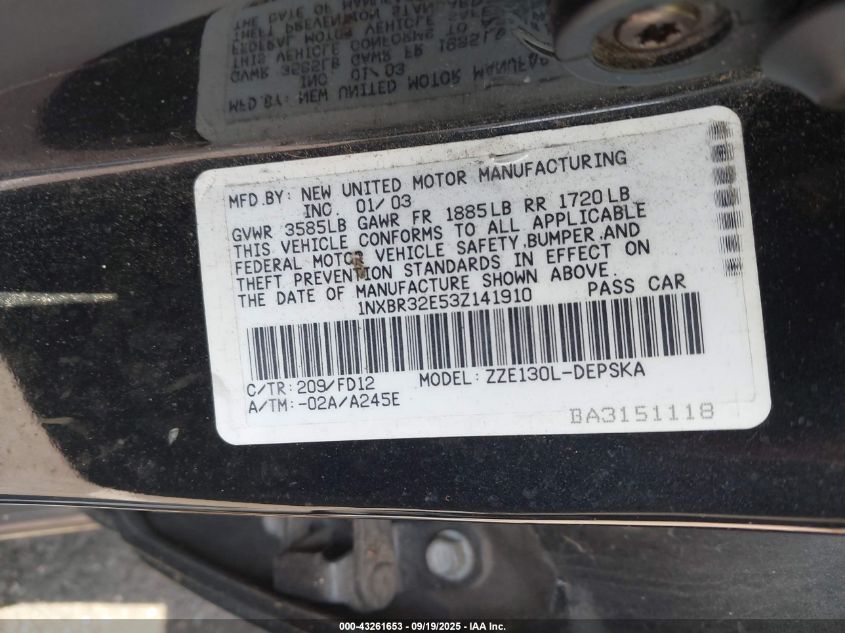 MFD.BY: NEW UNITED MOTOR MANUFACTURING
INC. 01/03
GVWR 3585LB GAWR FR 1885LB RR 1720LB
THIS VEHICLE CONFORMS TO ALL APPLICABLE
FEDERAL MOTOR VEHICLE SAFETY,BUMPER,AND
THEFT PREVENTION STANDARDS IN EFFECT ON
THE DATE OF MANUFACTURE SHOWN ABOVE.
1NXBR32E53Z141910 PASS CAR
C/TR: 209/FD12 MODEL: ZZE130L-DEPSKA
A/TM: -02A/A245E
BA3151118
000-43261653 - 09/19/2025 - IAA Inc.